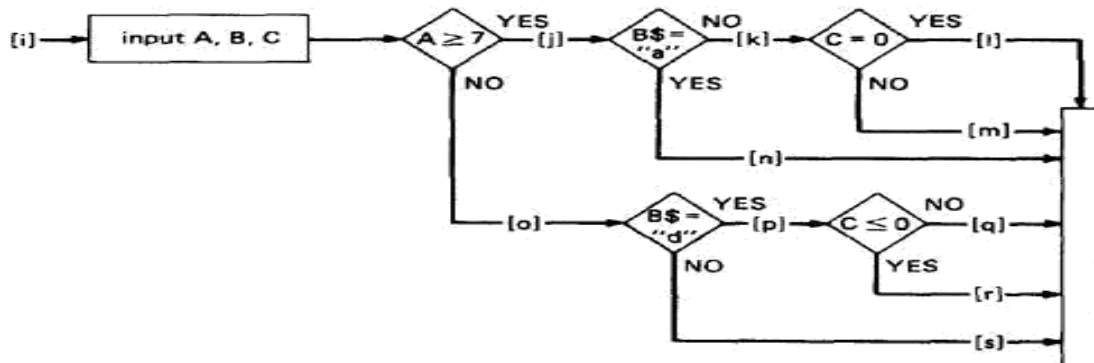 [i] input A, B, C A ≥ 7 YES [j] B$ = "a" NO [k] C = 0 YES [l]
NO YES NO
[m]
[n]
[o] B$ = "d" YES [p] C ≤ 0 NO [q]
NO YES
[r]
[s]